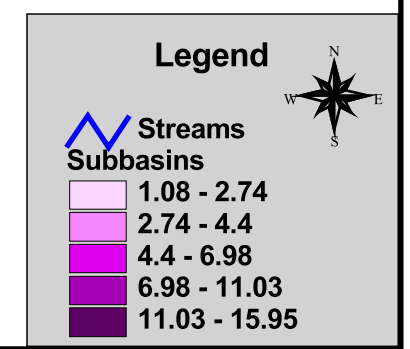 Legend
N
W E
S
Streams
Subbasins
1.08 - 2.74
2.74 - 4.4
4.4 - 6.98
6.98 - 11.03
11.03 - 15.95